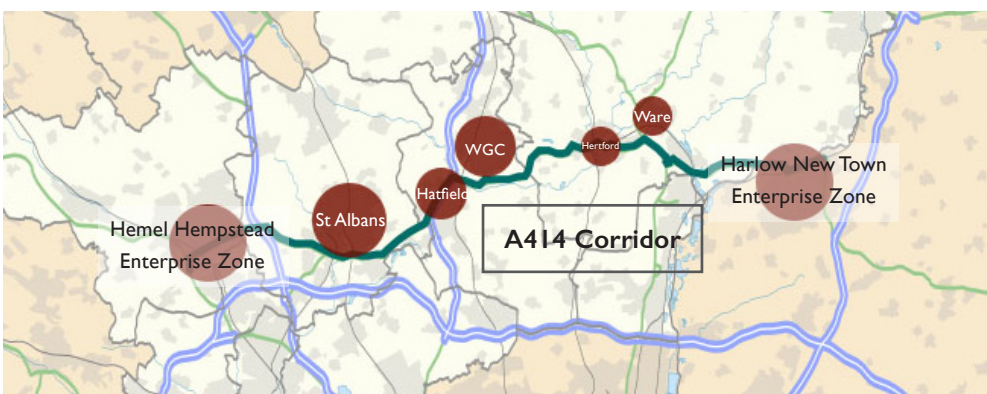 Ware
Hertford
WGC
Harlow New Town
Enterprise Zone
Hatfield
St Albans
Hemel Hempstead
Enterprise Zone
A414 Corridor